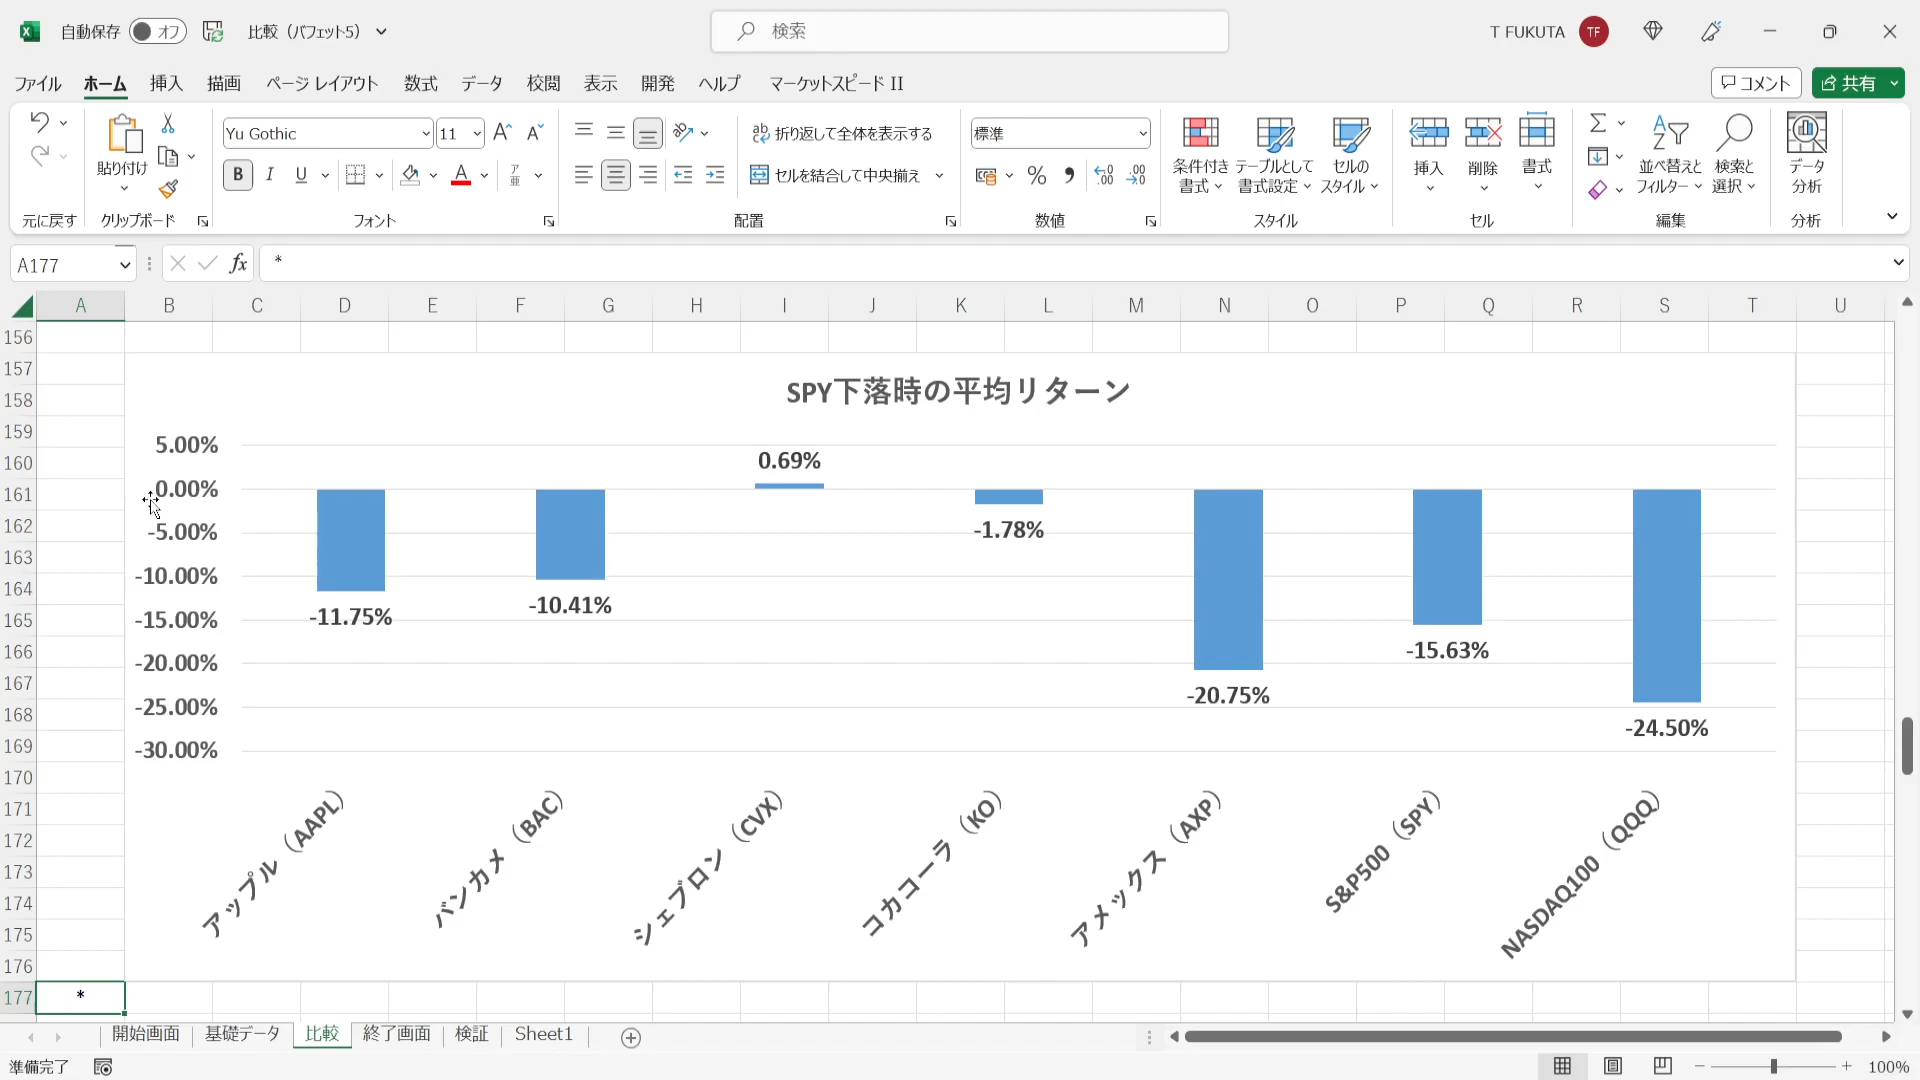 自動保存 オフ 比較（バフェット5） 検索 T FUKUTA TF
ファイル ホーム 挿入 描画 ページ レイアウト 数式 データ 校閲 表示 開発 ヘルプ マーケットスピード II コメント 共有
貼り付け Yu Gothic 11 折り返して全体を表示する 標準
B I U A ア亜 セルを結合して中央揃え % 条件付き書式 テーブルとして書式設定 セルのスタイル 挿入 削除 書式 並べ替えとフィルター 検索と選択 データ分析
元に戻す クリップボード フォント 配置 数値 スタイル セル 編集 分析
A177 fx *
A B C D E F G H I J K L M N O P Q R S T U
156
157
158
159
160
161
162
163
164
165
166
167
168
169
170
171
172
173
174
175
176
177 *
SPY下落時の平均リターン
5.00%
0.00%
-5.00%
-10.00%
-15.00%
-20.00%
-25.00%
-30.00%
-11.75% -10.41% 0.69% -1.78% -20.75% -15.63% -24.50%
アップル（AAPL） バンカメ（BAC） シェブロン（CVX） コカコーラ（KO） アメックス（AXP） S&P500（SPY） NASDAQ100（QQQ）
開始画面 基礎データ 比較 終了画面 検証 Sheet1
準備完了 100%